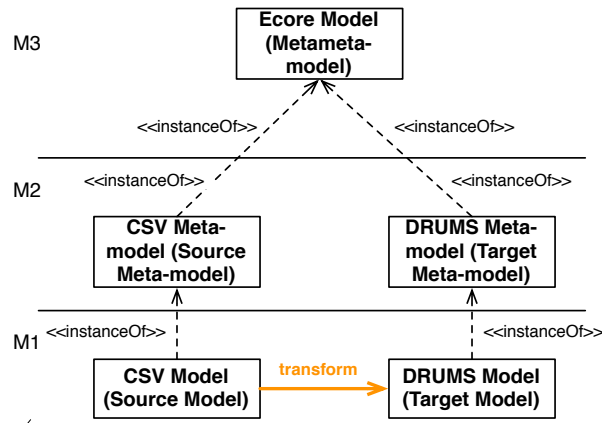 Ecore Model
(Metameta-
model)
M3
<<instanceOf>>
<<instanceOf>>
M2
<<instanceOf>>
<<instanceOf>>
CSV Meta-
model (Source
Meta-model)
DRUMS Meta-
model (Target
Meta-model)
M1
<<instanceOf>>
<<instanceOf>>
CSV Model
(Source Model)
transform
DRUMS Model
(Target Model)